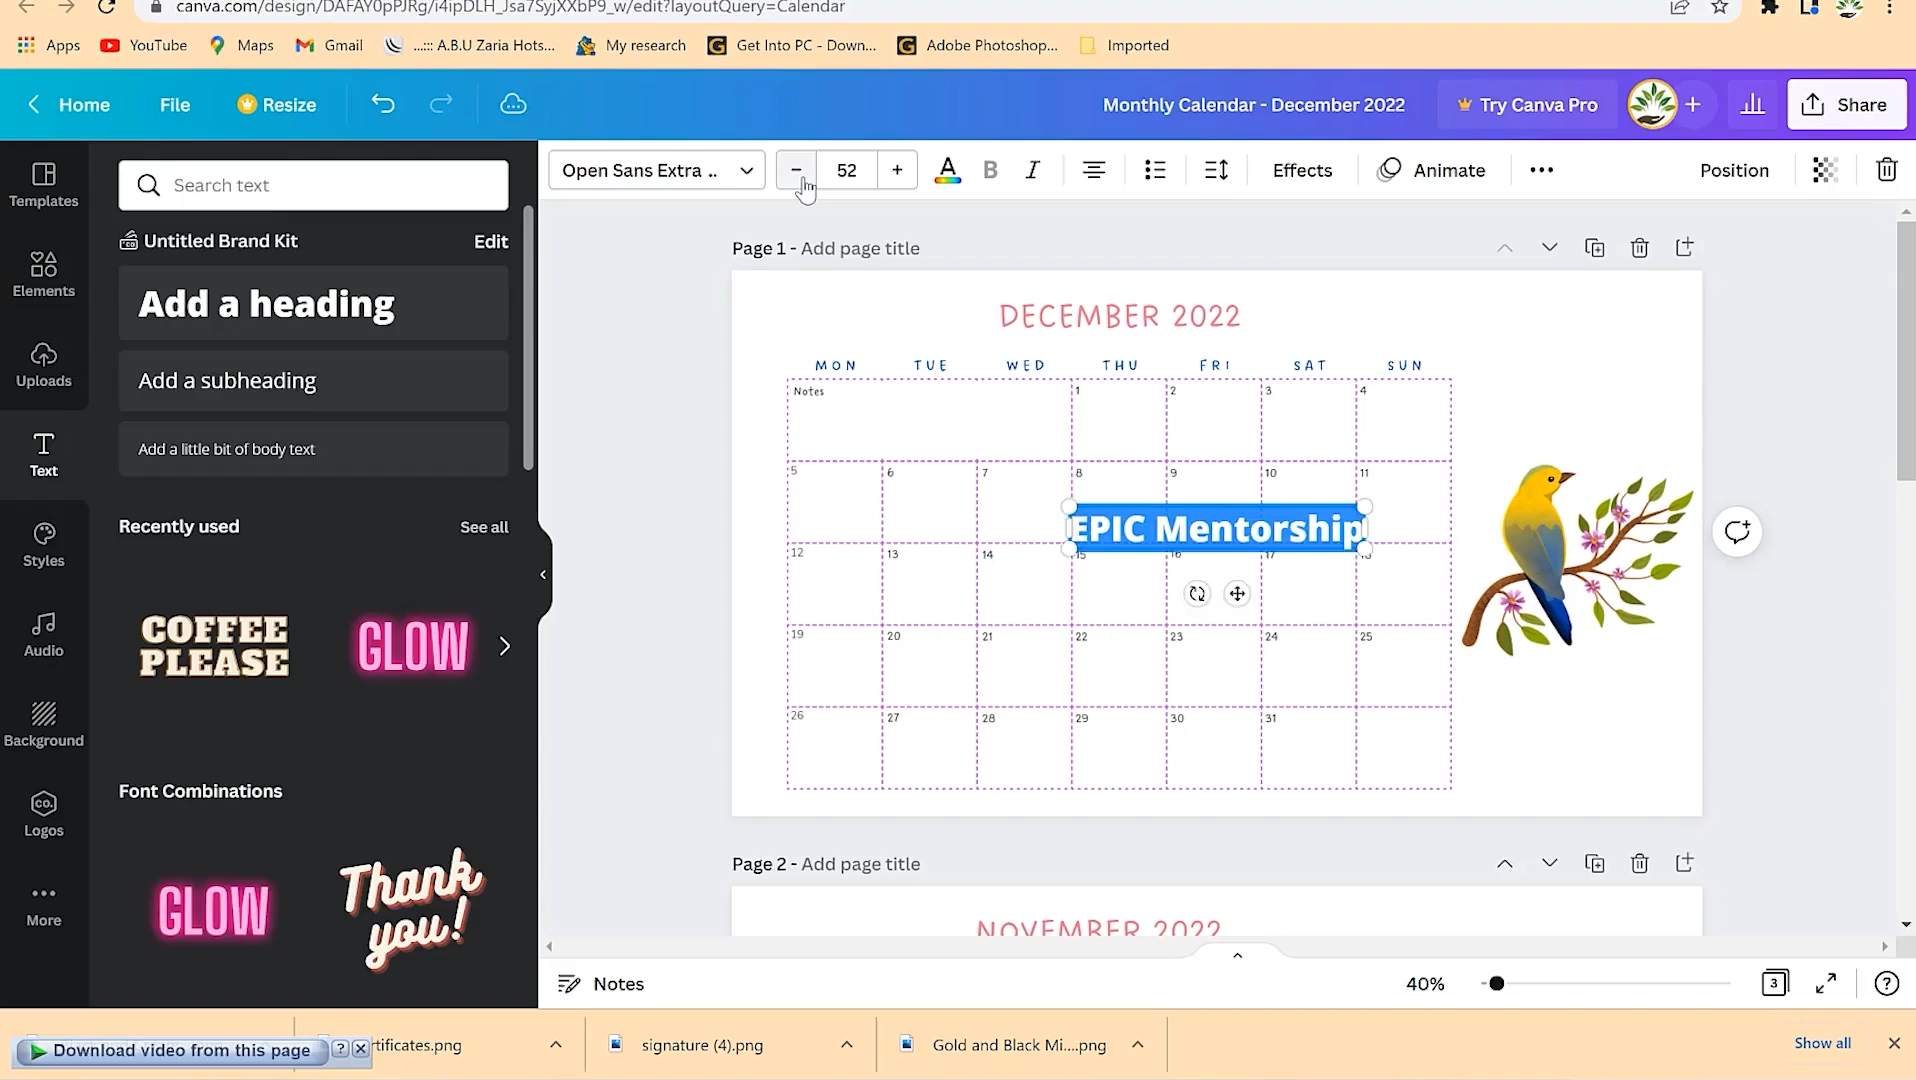 canva.com/design/DAFAY0pPJRg/i4ipDLH_Jsa7SyjXXbP9_w/edit?layoutQuery=Calendar
Apps YouTube Maps Gmail ...::: A.B.U Zaria Hots... My research Get Into PC - Down... Adobe Photoshop... Imported
Home File Resize Monthly Calendar - December 2022 Try Canva Pro Share
Open Sans Extra .. 52 A B I Effects Animate Position
Templates
Elements
Uploads
Text
Styles
Audio
Background
CO.
Logos
More
Search text
Untitled Brand Kit Edit
Add a heading
Add a subheading
Add a little bit of body text
Recently used See all
COFFEE PLEASE
GLOW
Font Combinations
GLOW
Thank you!
Page 1 - Add page title
DECEMBER 2022
MON TUE WED THU FRI SAT SUN
Notes 1 2 3 4
5 6 7 8 9 10 11
EPIC Mentorship
12 13 14 15 16 17
19 20 21 22 23 24 25
26 27 28 29 30 31
Page 2 - Add page title
NOVEMBER 2022
Notes 40% 3 ?
Download video from this page ? rtificates.png signature (4).png Gold and Black Mi....png Show all